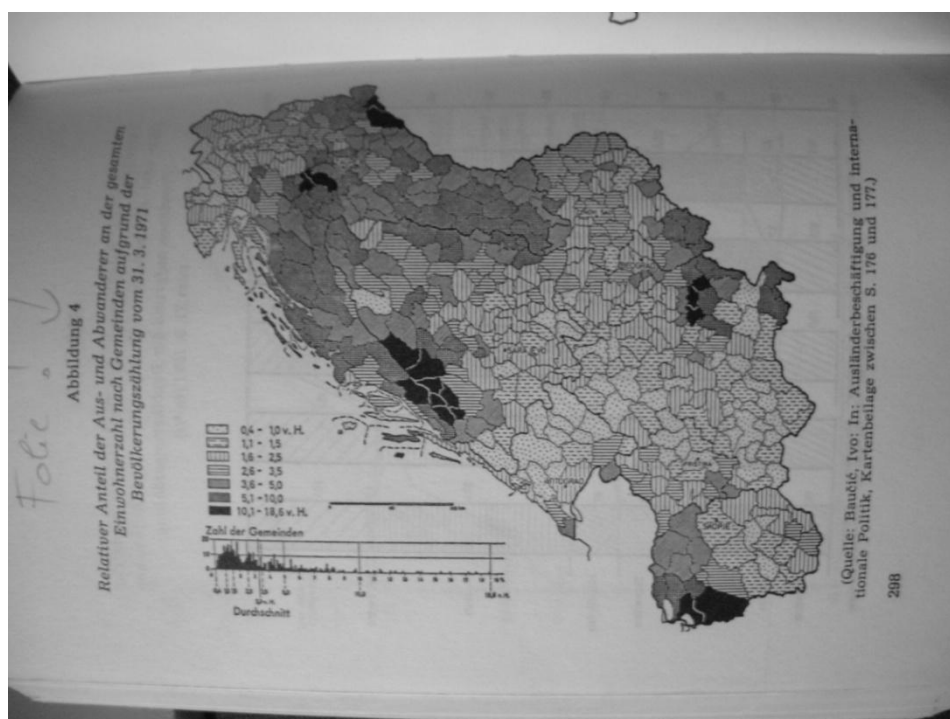 Folie !
Abbildung 4
Relativer Anteil der Aus- und Abwanderer an der gesamten
Einwohnerzahl nach Gemeinden aufgrund der
Bevölkerungszählung vom 31. 3. 1971
0,4 - 1,0 v. H.
1,1 - 1,5
1,6 - 2,5
2,6 - 3,5
3,6 - 5,0
5,1 - 10,0
10,1 - 18,6 v. H.
Zahl der Gemeinden
Durchschnitt
(Quelle: Baučić, Ivo: In: Ausländerbeschäftigung und interna-
tionale Politik, Kartenbeilage zwischen S. 176 und 177.)
298